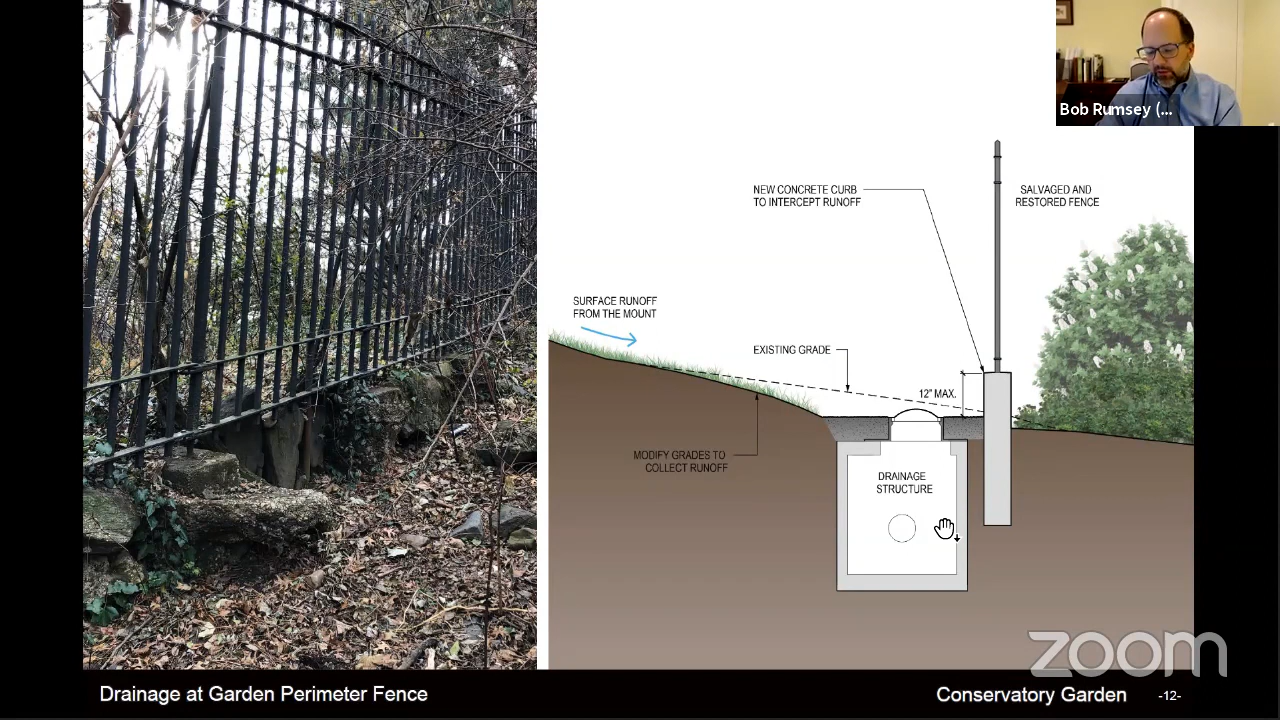 Bob Rumsey (...
NEW CONCRETE CURB
TO INTERCEPT RUNOFF
SALVAGED AND
RESTORED FENCE
SURFACE RUNOFF
FROM THE MOUNT
EXISTING GRADE
12" MAX.
MODIFY GRADES TO
COLLECT RUNOFF
DRAINAGE
STRUCTURE
zoom
Drainage at Garden Perimeter Fence
Conservatory Garden -12-